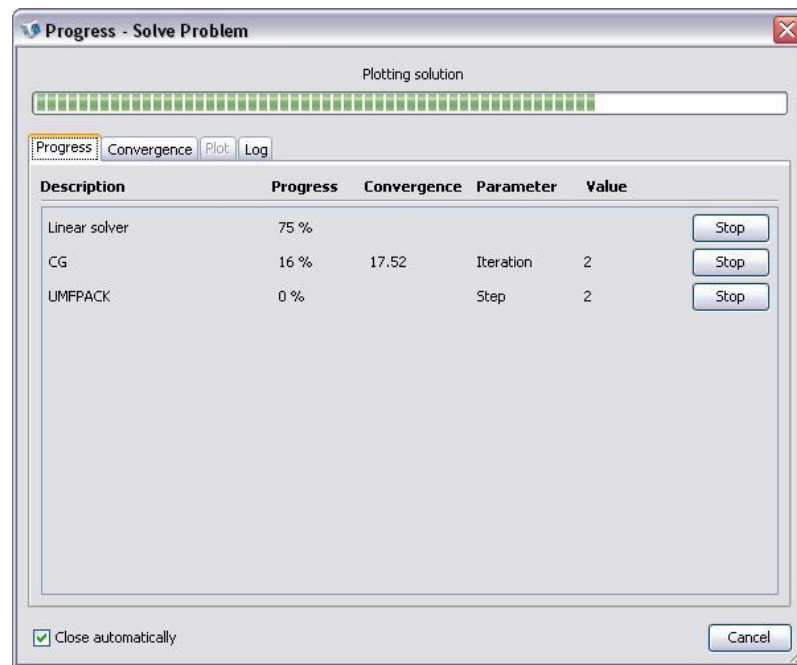 Progress - Solve Problem
Plotting solution
Progress Convergence Plot Log
Description Progress Convergence Parameter Value
Linear solver 75 % Stop
CG 16 % 17.52 Iteration 2 Stop
UMFPACK 0 % Step 2 Stop
Close automatically Cancel